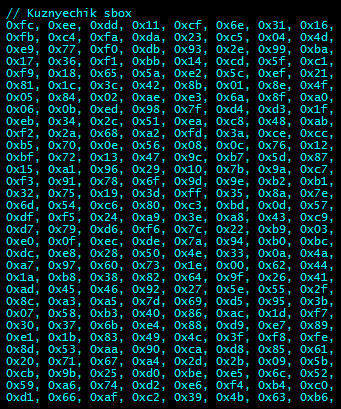 // Kuznyechik sbox
0xfc, 0xee, 0xdd, 0x11, 0xcf, 0x6e, 0x31, 0x16,
0xfb, 0xc4, 0xfa, 0xda, 0x23, 0xc5, 0x04, 0x4d,
0xe9, 0x77, 0xf0, 0xdb, 0x93, 0x2e, 0x99, 0xba,
0x17, 0x36, 0xf1, 0xbb, 0x14, 0xcd, 0x5f, 0xc1,
0xf9, 0x18, 0x65, 0x5a, 0xe2, 0x5c, 0xef, 0x21,
0x81, 0x1c, 0x3c, 0x42, 0x8b, 0x01, 0x8e, 0x4f,
0x05, 0x84, 0x02, 0xae, 0xe3, 0x6a, 0x8f, 0xa0,
0x06, 0x0b, 0xed, 0x98, 0x7f, 0xd4, 0xd3, 0x1f,
0xeb, 0x34, 0x2c, 0x51, 0xea, 0xc8, 0x48, 0xab,
0xf2, 0x2a, 0x68, 0xa2, 0xfd, 0x3a, 0xce, 0xcc,
0xb5, 0x70, 0x0e, 0x56, 0x08, 0x0c, 0x76, 0x12,
0xbf, 0x72, 0x13, 0x47, 0x9c, 0xb7, 0x5d, 0x87,
0x15, 0xa1, 0x96, 0x29, 0x10, 0x7b, 0x9a, 0xc7,
0xf3, 0x91, 0x78, 0x6f, 0x9d, 0x9e, 0xb2, 0xb1,
0x32, 0x75, 0x19, 0x3d, 0xff, 0x35, 0x8a, 0x7e,
0x6d, 0x54, 0xc6, 0x80, 0xc3, 0xbd, 0x0d, 0x57,
0xdf, 0xf5, 0x24, 0xa9, 0x3e, 0xa8, 0x43, 0xc9,
0xd7, 0x79, 0xd6, 0xf6, 0x7c, 0x22, 0xb9, 0x03,
0xe0, 0x0f, 0xec, 0xde, 0x7a, 0x94, 0xb0, 0xbc,
0xdc, 0xe8, 0x28, 0x50, 0x4e, 0x33, 0x0a, 0x4a,
0xa7, 0x97, 0x60, 0x73, 0x1e, 0x00, 0x62, 0x44,
0x1a, 0xb8, 0x38, 0x82, 0x64, 0x9f, 0x26, 0x41,
0xad, 0x45, 0x46, 0x92, 0x27, 0x5e, 0x55, 0x2f,
0x8c, 0xa3, 0xa5, 0x7d, 0x69, 0xd5, 0x95, 0x3b,
0x07, 0x58, 0xb3, 0x40, 0x86, 0xac, 0x1d, 0xf7,
0x30, 0x37, 0x6b, 0xe4, 0x88, 0xd9, 0xe7, 0x89,
0xe1, 0x1b, 0x83, 0x49, 0x4c, 0x3f, 0xf8, 0xfe,
0x8d, 0x53, 0xaa, 0x90, 0xca, 0xd8, 0x85, 0x61,
0x20, 0x71, 0x67, 0xa4, 0x2d, 0x2b, 0x09, 0x5b,
0xcb, 0x9b, 0x25, 0xd0, 0xbe, 0xe5, 0x6c, 0x52,
0x59, 0xa6, 0x74, 0xd2, 0xe6, 0xf4, 0xb4, 0xc0,
0xd1, 0x66, 0xaf, 0xc2, 0x39, 0x4b, 0x63, 0xb6,